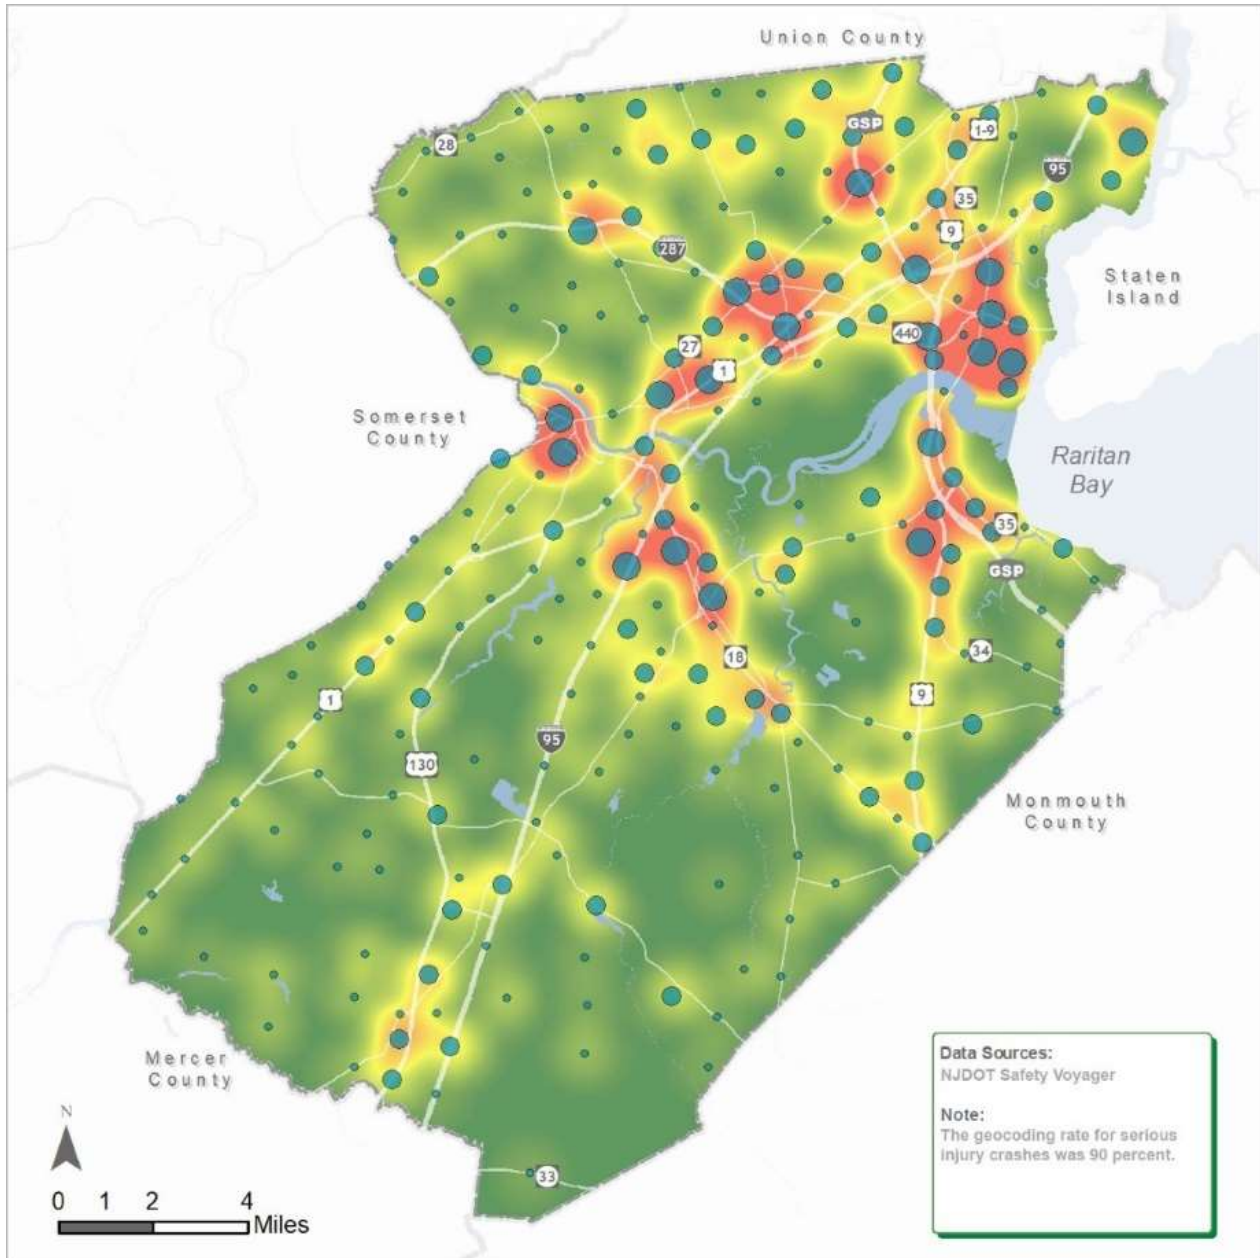 Union County
GSP
1-9
28
95
35
9
287
Staten
Island
440
27
1
Somerset
County
Raritan
Bay
35
GSP
34
18
9
1
95
130
Monmouth
County
Mercer
County
33
N
0 1 2 4
Miles
Data Sources:
NJDOT Safety Voyager
Note:
The geocoding rate for serious
injury crashes was 90 percent.